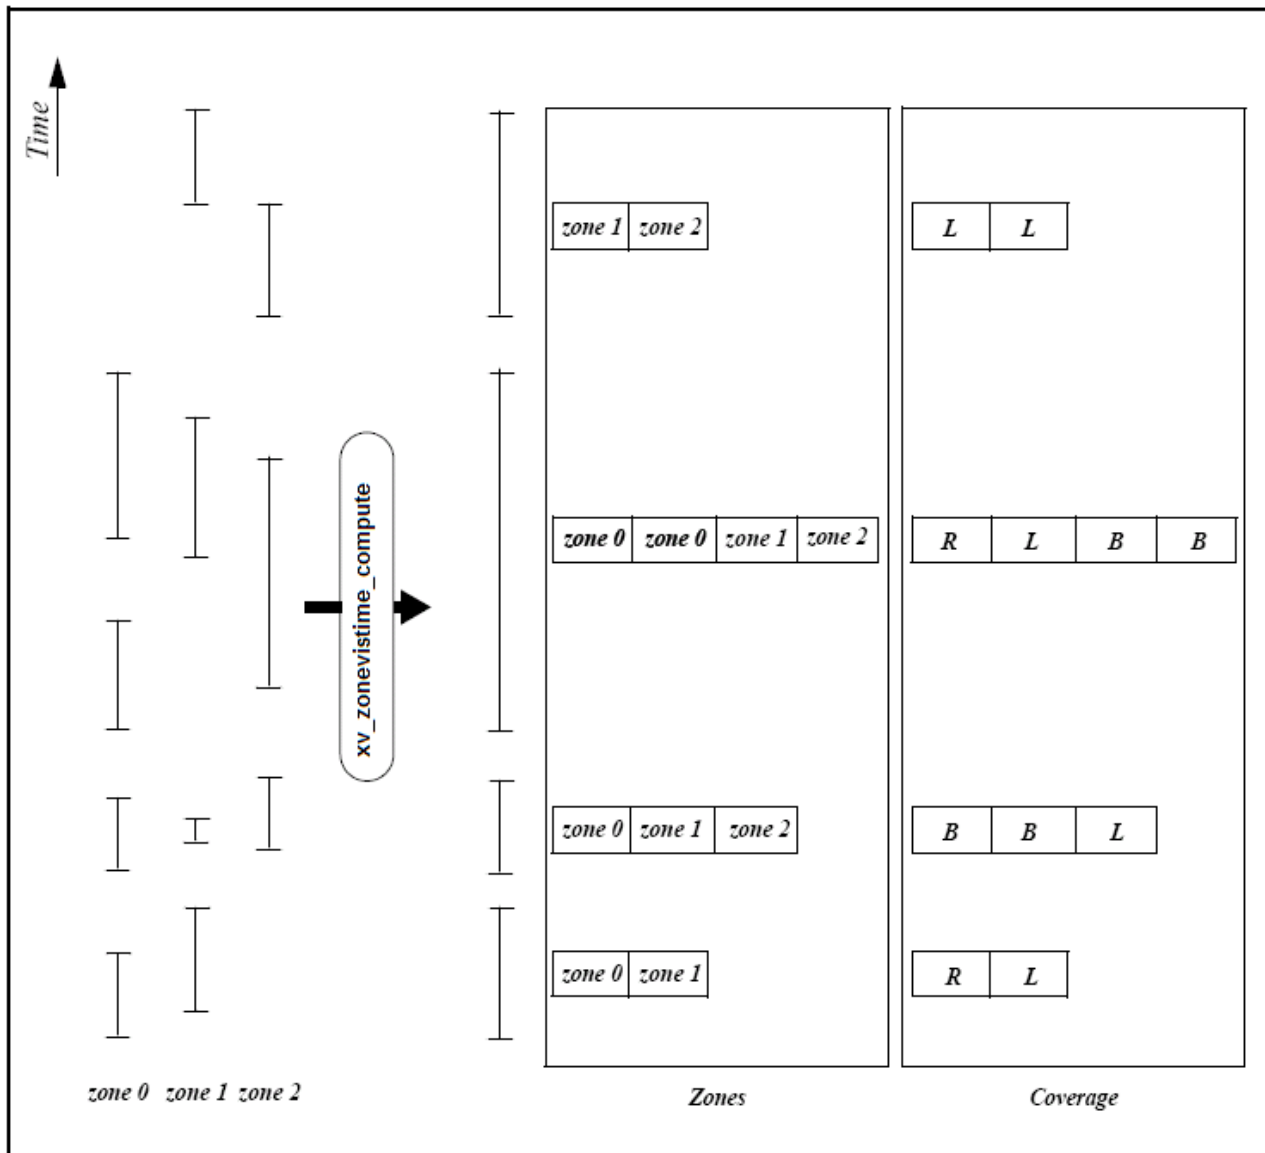 Time
zone 1 zone 2
L L
xv_zonevistime_compute
zone 0 zone 0 zone 1 zone 2
R L B B
zone 0 zone 1 zone 2
B B L
zone 0 zone 1
R L
zone 0 zone 1 zone 2
Zones
Coverage